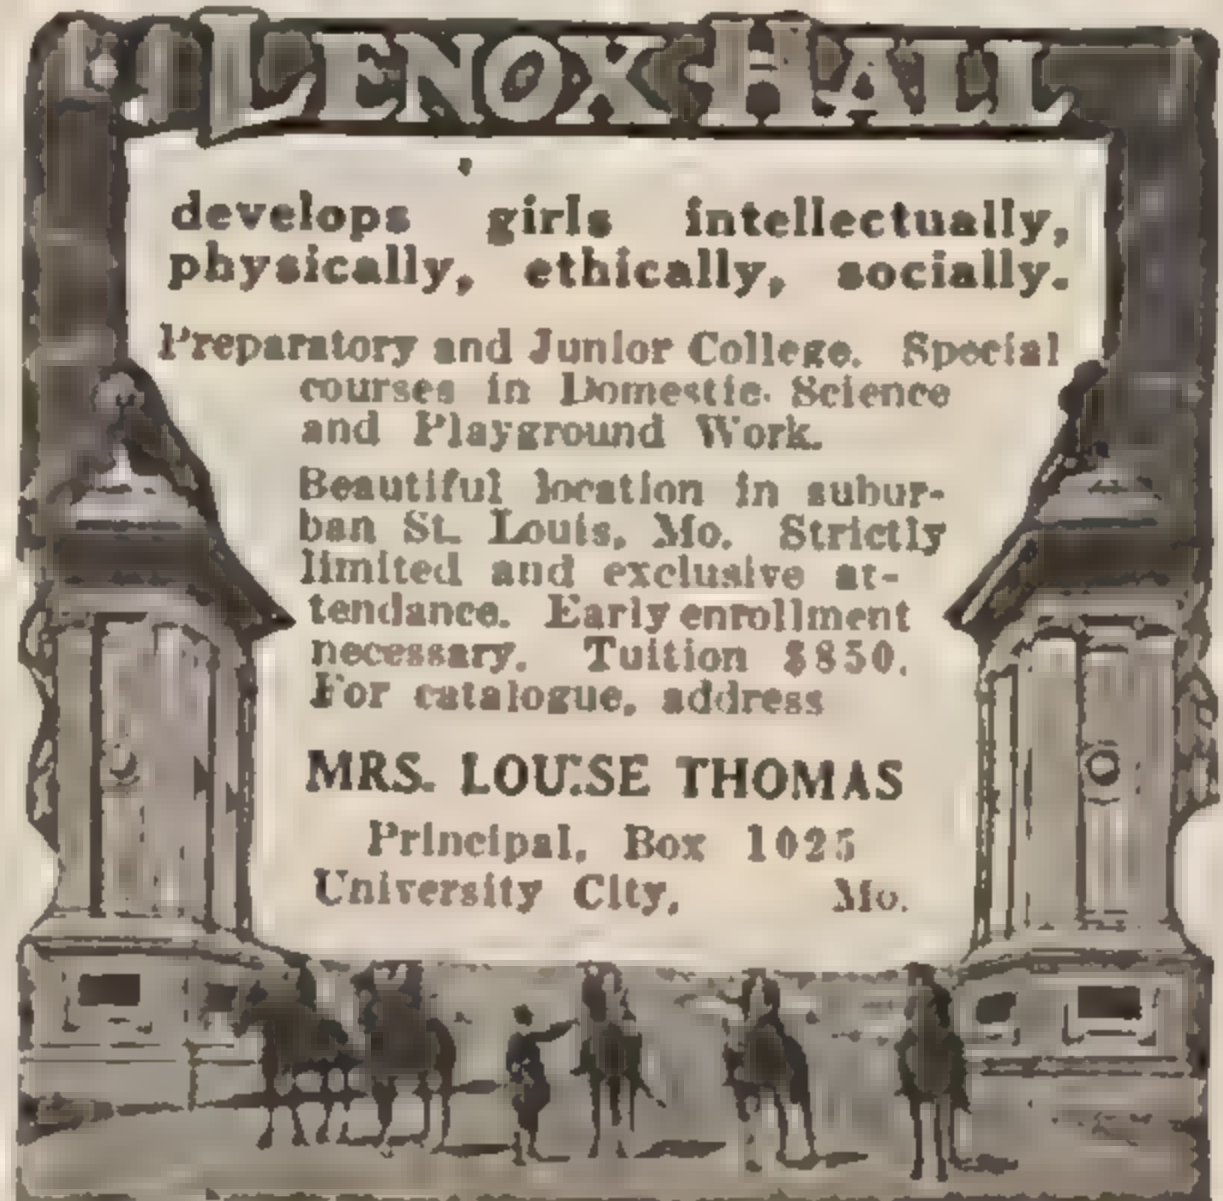 LENOX HALL
develops girls intellectually,
physically, ethically, socially.
Preparatory and Junior College. Special
courses in Domestic Science
and Playground Work.
Beautiful location in subur-
ban St. Louis, Mo. Strictly
limited and exclusive at-
tendance. Early enrollment
necessary. Tuition $850.
For catalogue, address
MRS. LOUISE THOMAS
Principal, Box 1025
University City, Mo.